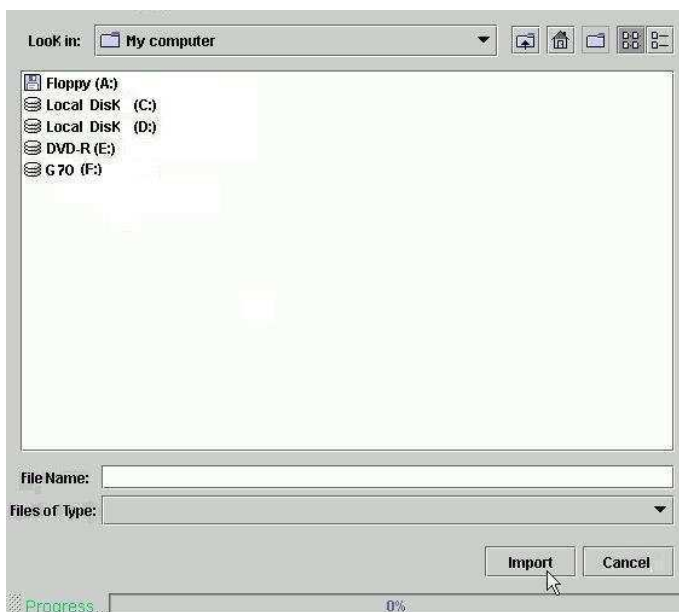 LooK in: My computer
Floppy (A:)
Local DisK (C:)
Local DisK (D:)
DVD-R (E:)
G70 (F:)
File Name:
Files of Type:
Import Cancel
Progress 0%